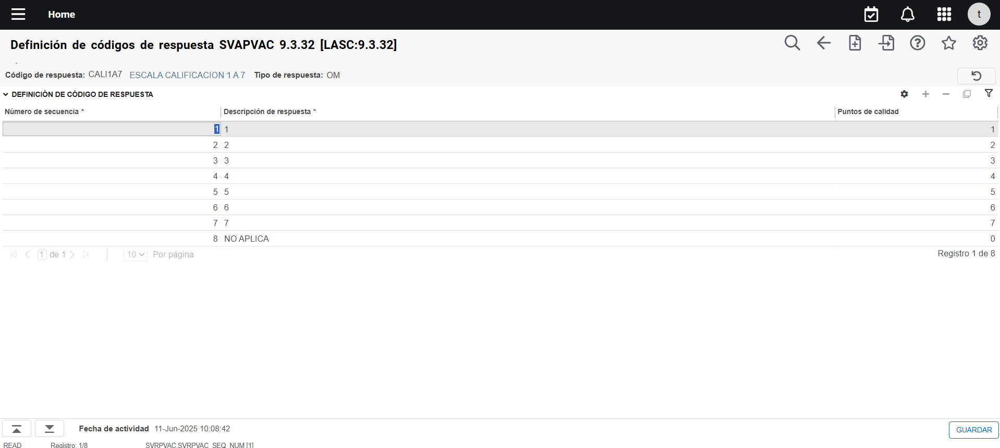 Home
t
Definición de códigos de respuesta SVAPVAC 9.3.32 [LASC:9.3.32]
Código de respuesta: CALI1A7 ESCALA CALIFICACION 1 A 7 Tipo de respuesta: OM
DEFINICIÓN DE CÓDIGO DE RESPUESTA
Número de secuencia * Descripción de respuesta * Puntos de calidad
1 1 1
2 2 2
3 3 3
4 4 4
5 5 5
6 6 6
7 7 7
8 NO APLICA 0
1 de 1 10 Por página Registro 1 de 8
Fecha de actividad 11-Jun-2025 10:08:42 GUARDAR
READ Registro: 1/8 SVRPVAC.SVRPVAC_SEQ_NUM [1]